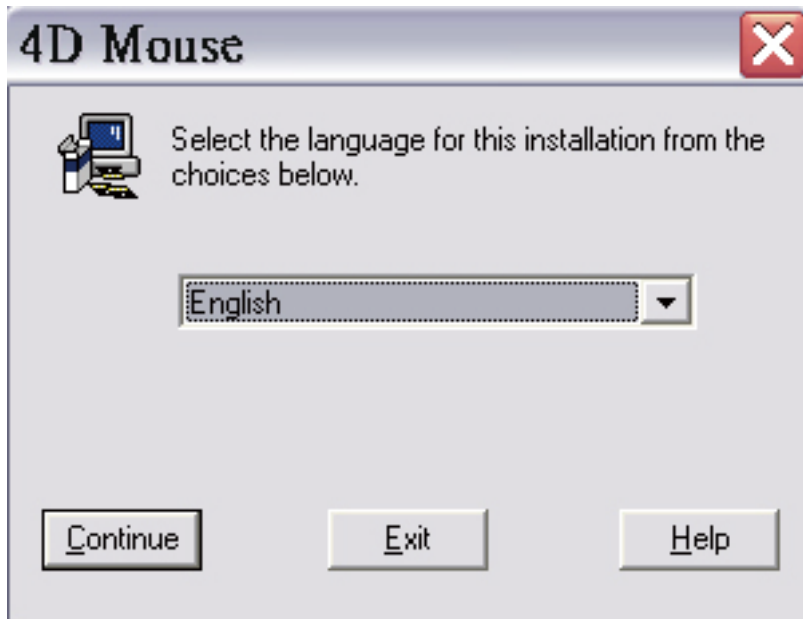 4D Mouse
Select the language for this installation from the
choices below.
English
Continue
Exit
Help